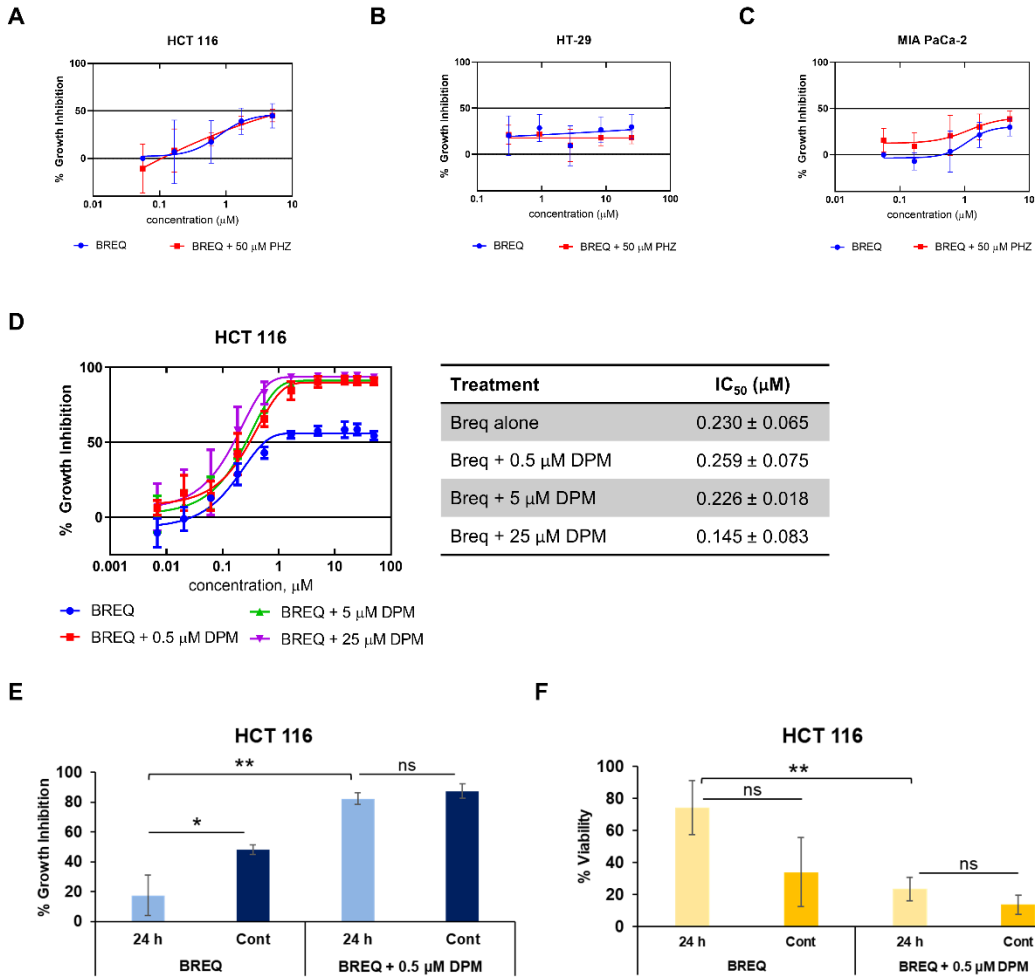 A
HCT 116
% Growth Inhibition
100
50
0
0.01
0.1
1
10
concentration (μM)
BREQ
BREQ + 50 μM PHZ
B
HT-29
% Growth Inhibition
100
50
0
0.1
1
10
100
concentration (μM)
BREQ
BREQ + 50 μM PHZ
C
MIA PaCa-2
% Growth Inhibition
100
50
0
0.01
0.1
1
10
concentration (μM)
BREQ
BREQ + 50 μM PHZ
D
HCT 116
% Growth Inhibition
100
50
0
0.001
0.01
0.1
1
10
100
concentration, μM
BREQ
BREQ + 5 μM DPM
BREQ + 0.5 μM DPM
BREQ + 25 μM DPM
Treatment IC50 (μM)
Breq alone 0.230 ± 0.065
Breq + 0.5 μM DPM 0.259 ± 0.075
Breq + 5 μM DPM 0.226 ± 0.018
Breq + 25 μM DPM 0.145 ± 0.083
E
HCT 116
% Growth Inhibition
100
80
60
40
20
0
**
*
ns
24 h Cont 24 h Cont
BREQ BREQ + 0.5 μM DPM
F
HCT 116
% Viability
100
80
60
40
20
0
**
ns
ns
24 h Cont 24 h Cont
BREQ BREQ + 0.5 μM DPM